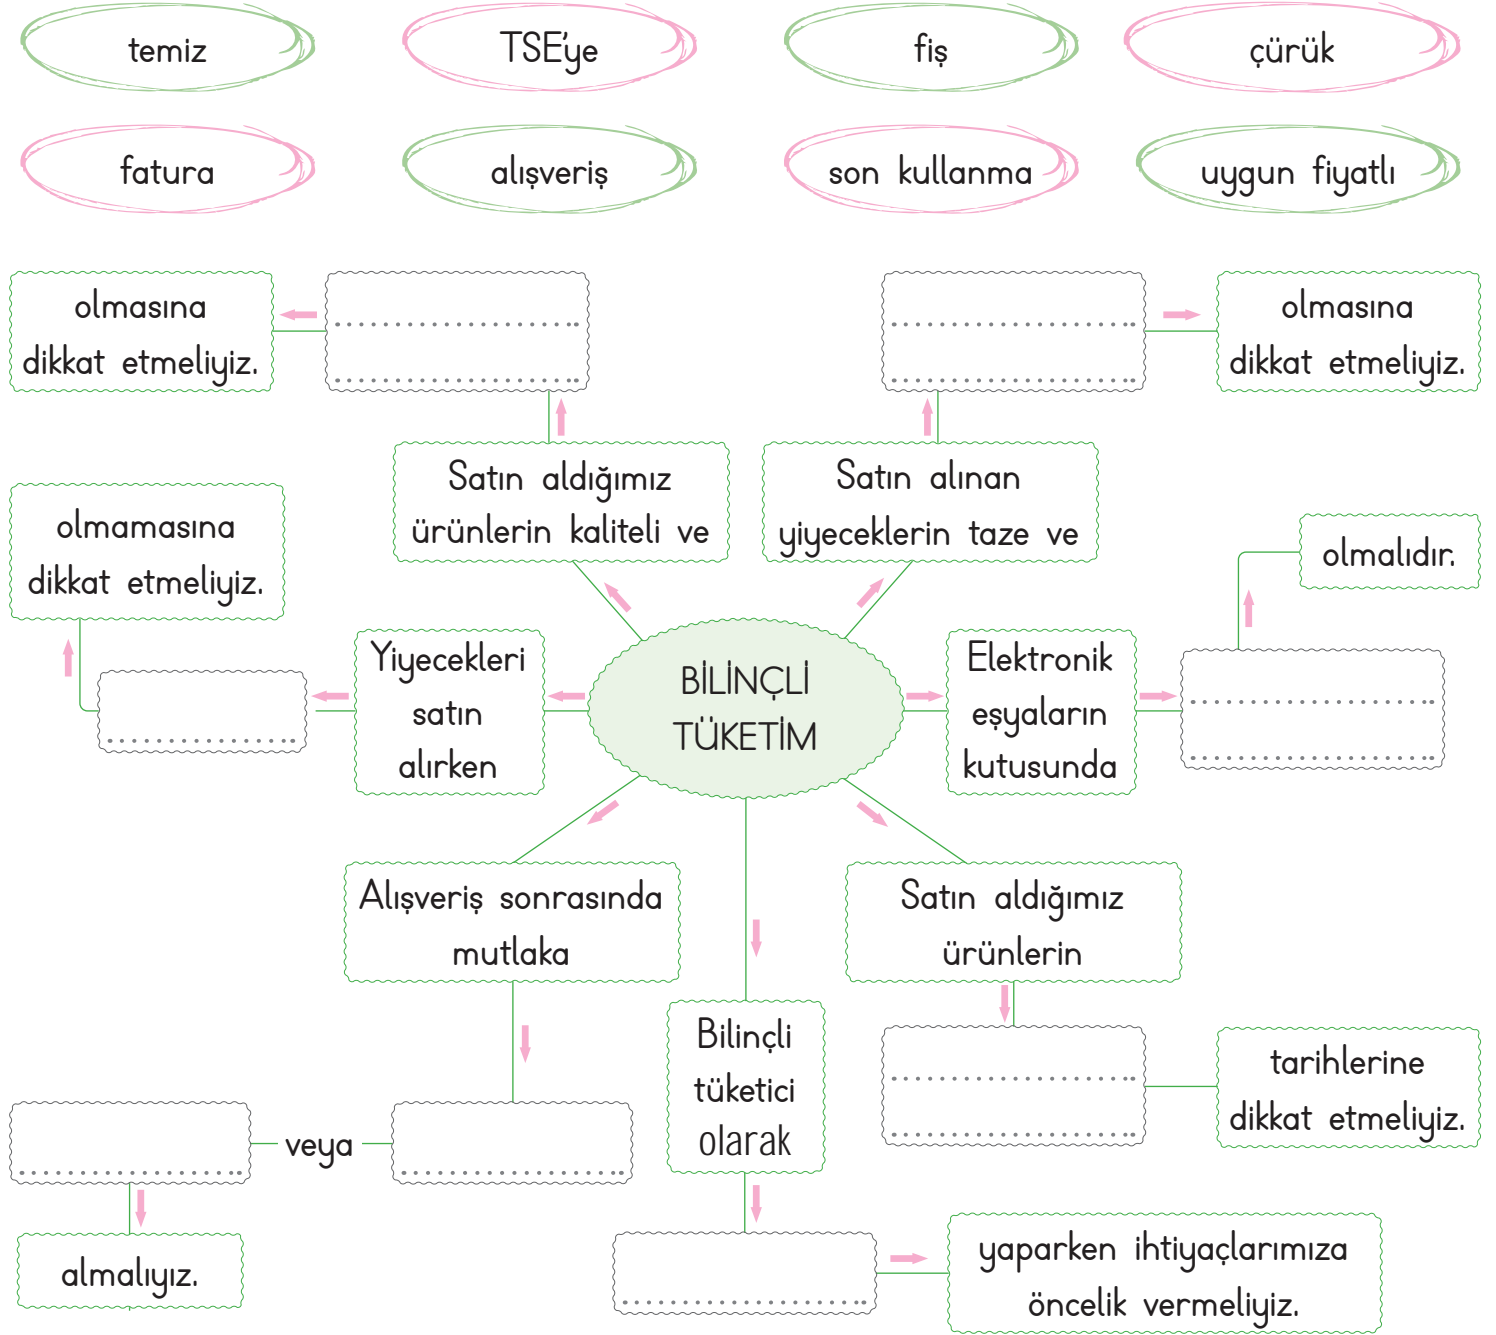 temiz
TSE'ye
fiş
çürük
fatura
alışveriş
son kullanma
uygun fiyatlı
olmasına
dikkat etmeliyiz.
olmasına
dikkat etmeliyiz.
Satın aldığımız
ürünlerin kaliteli ve
Satın alınan
yiyeceklerin taze ve
olmamasına
dikkat etmeliyiz.
olmalıdır.
Yiyecekleri
satın
alırken
BİLİNÇLİ
TÜKETİM
Elektronik
eşyaların
kutusunda
Alışveriş sonrasında
mutlaka
Satın aldığımız
ürünlerin
Bilinçli
tüketici
olarak
tarihlerine
dikkat etmeliyiz.
veya
almalıyız.
yaparken ihtiyaçlarımıza
öncelik vermeliyiz.